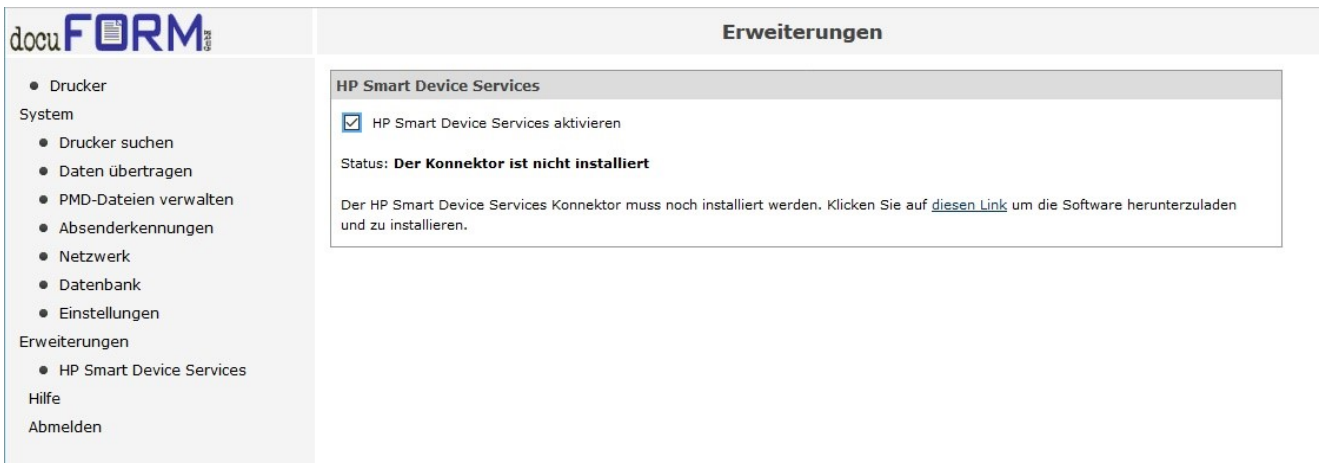 docuFORM GmbH
Erweiterungen
Drucker
System
Drucker suchen
Daten übertragen
PMD-Dateien verwalten
Absenderkennungen
Netzwerk
Datenbank
Einstellungen
Erweiterungen
HP Smart Device Services
Hilfe
Abmelden
HP Smart Device Services
HP Smart Device Services aktivieren
Status: Der Konnektor ist nicht installiert
Der HP Smart Device Services Konnektor muss noch installiert werden. Klicken Sie auf diesen Link um die Software herunterzuladen
und zu installieren.